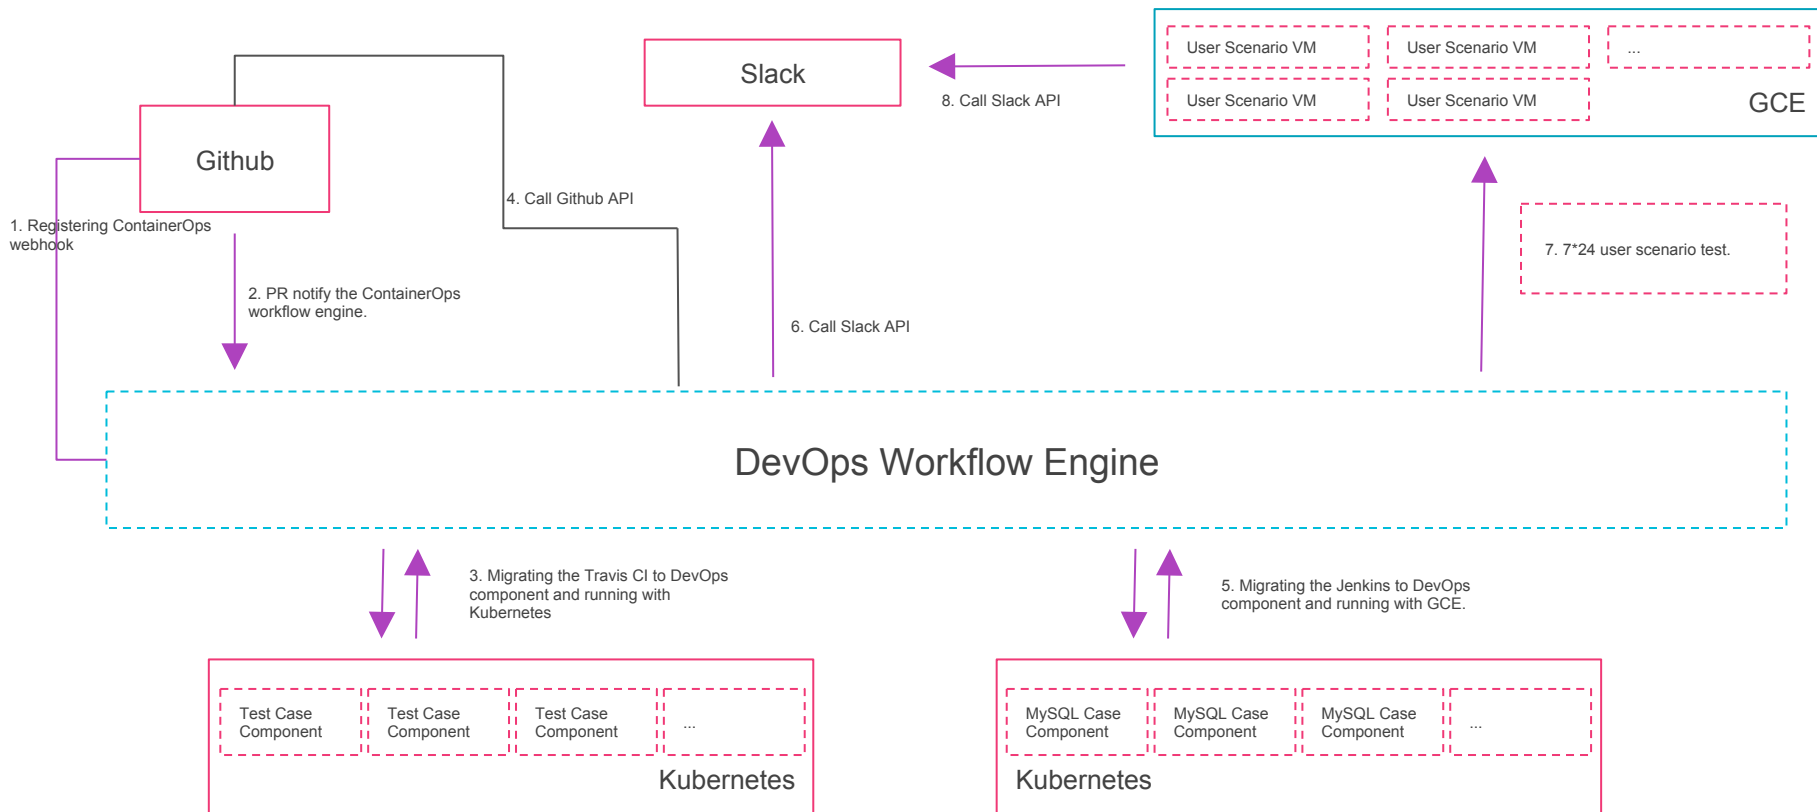 User Scenario VM
User Scenario VM
...
Slack
8. Call Slack API
User Scenario VM
User Scenario VM
GCE
Github
4. Call Github API
1. Registering ContainerOps
webhook
7. 7*24 user scenario test.
2. PR notify the ContainerOps
workflow engine.
6. Call Slack API
DevOps Workflow Engine
3. Migrating the Travis CI to DevOps
component and running with
Kubernetes
5. Migrating the Jenkins to DevOps
component and running with GCE.
Test Case
Component
Test Case
Component
Test Case
Component
...
Kubernetes
MySQL Case
Component
MySQL Case
Component
MySQL Case
Component
...
Kubernetes